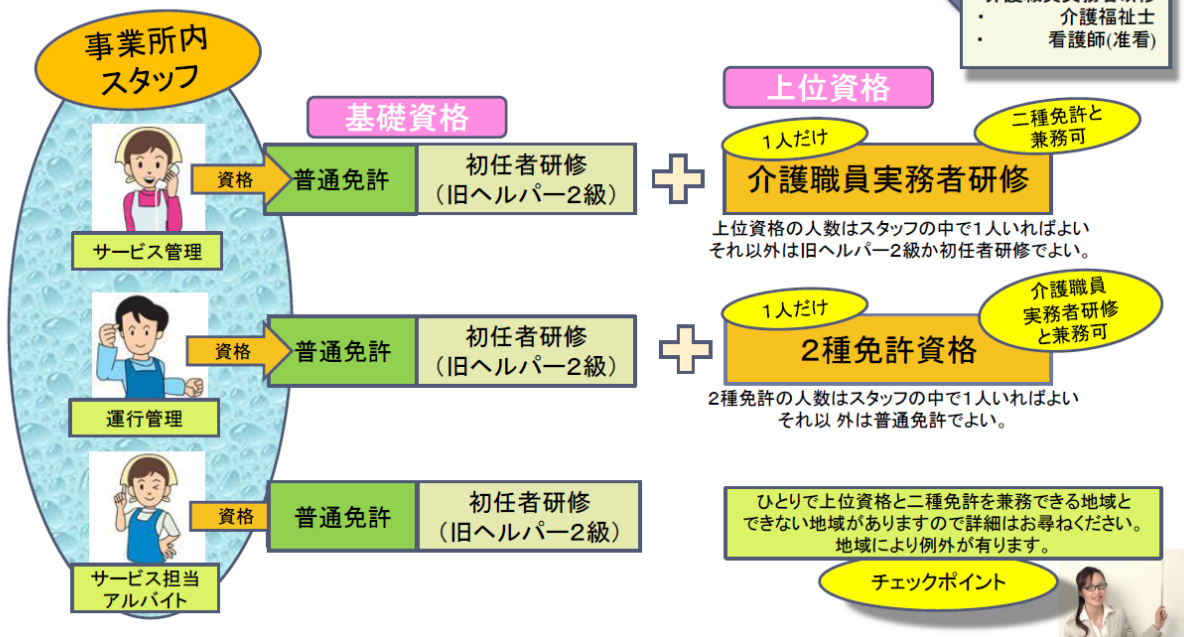 介護職員実務者研修
・ 介護福祉士
・ 看護師(准看)
事業所内
スタッフ
基礎資格
上位資格
資格
普通免許
初任者研修
(旧ヘルパー2級)
1人だけ
二種免許と
兼務可
介護職員実務者研修
サービス管理
上位資格の人数はスタッフの中で1人いればよい
それ以外は旧ヘルパー2級か初任者研修でよい。
資格
普通免許
初任者研修
(旧ヘルパー2級)
1人だけ
介護職員
実務者研修
と兼務可
2種免許資格
運行管理
2種免許の人数はスタッフの中で1人いればよい
それ以 外は普通免許でよい。
資格
普通免許
初任者研修
(旧ヘルパー2級)
サービス担当
アルバイト
ひとりで上位資格と二種免許を兼務できる地域と
できない地域がありますので詳細はお尋ねください。
地域により例外が有ります。
チェックポイント